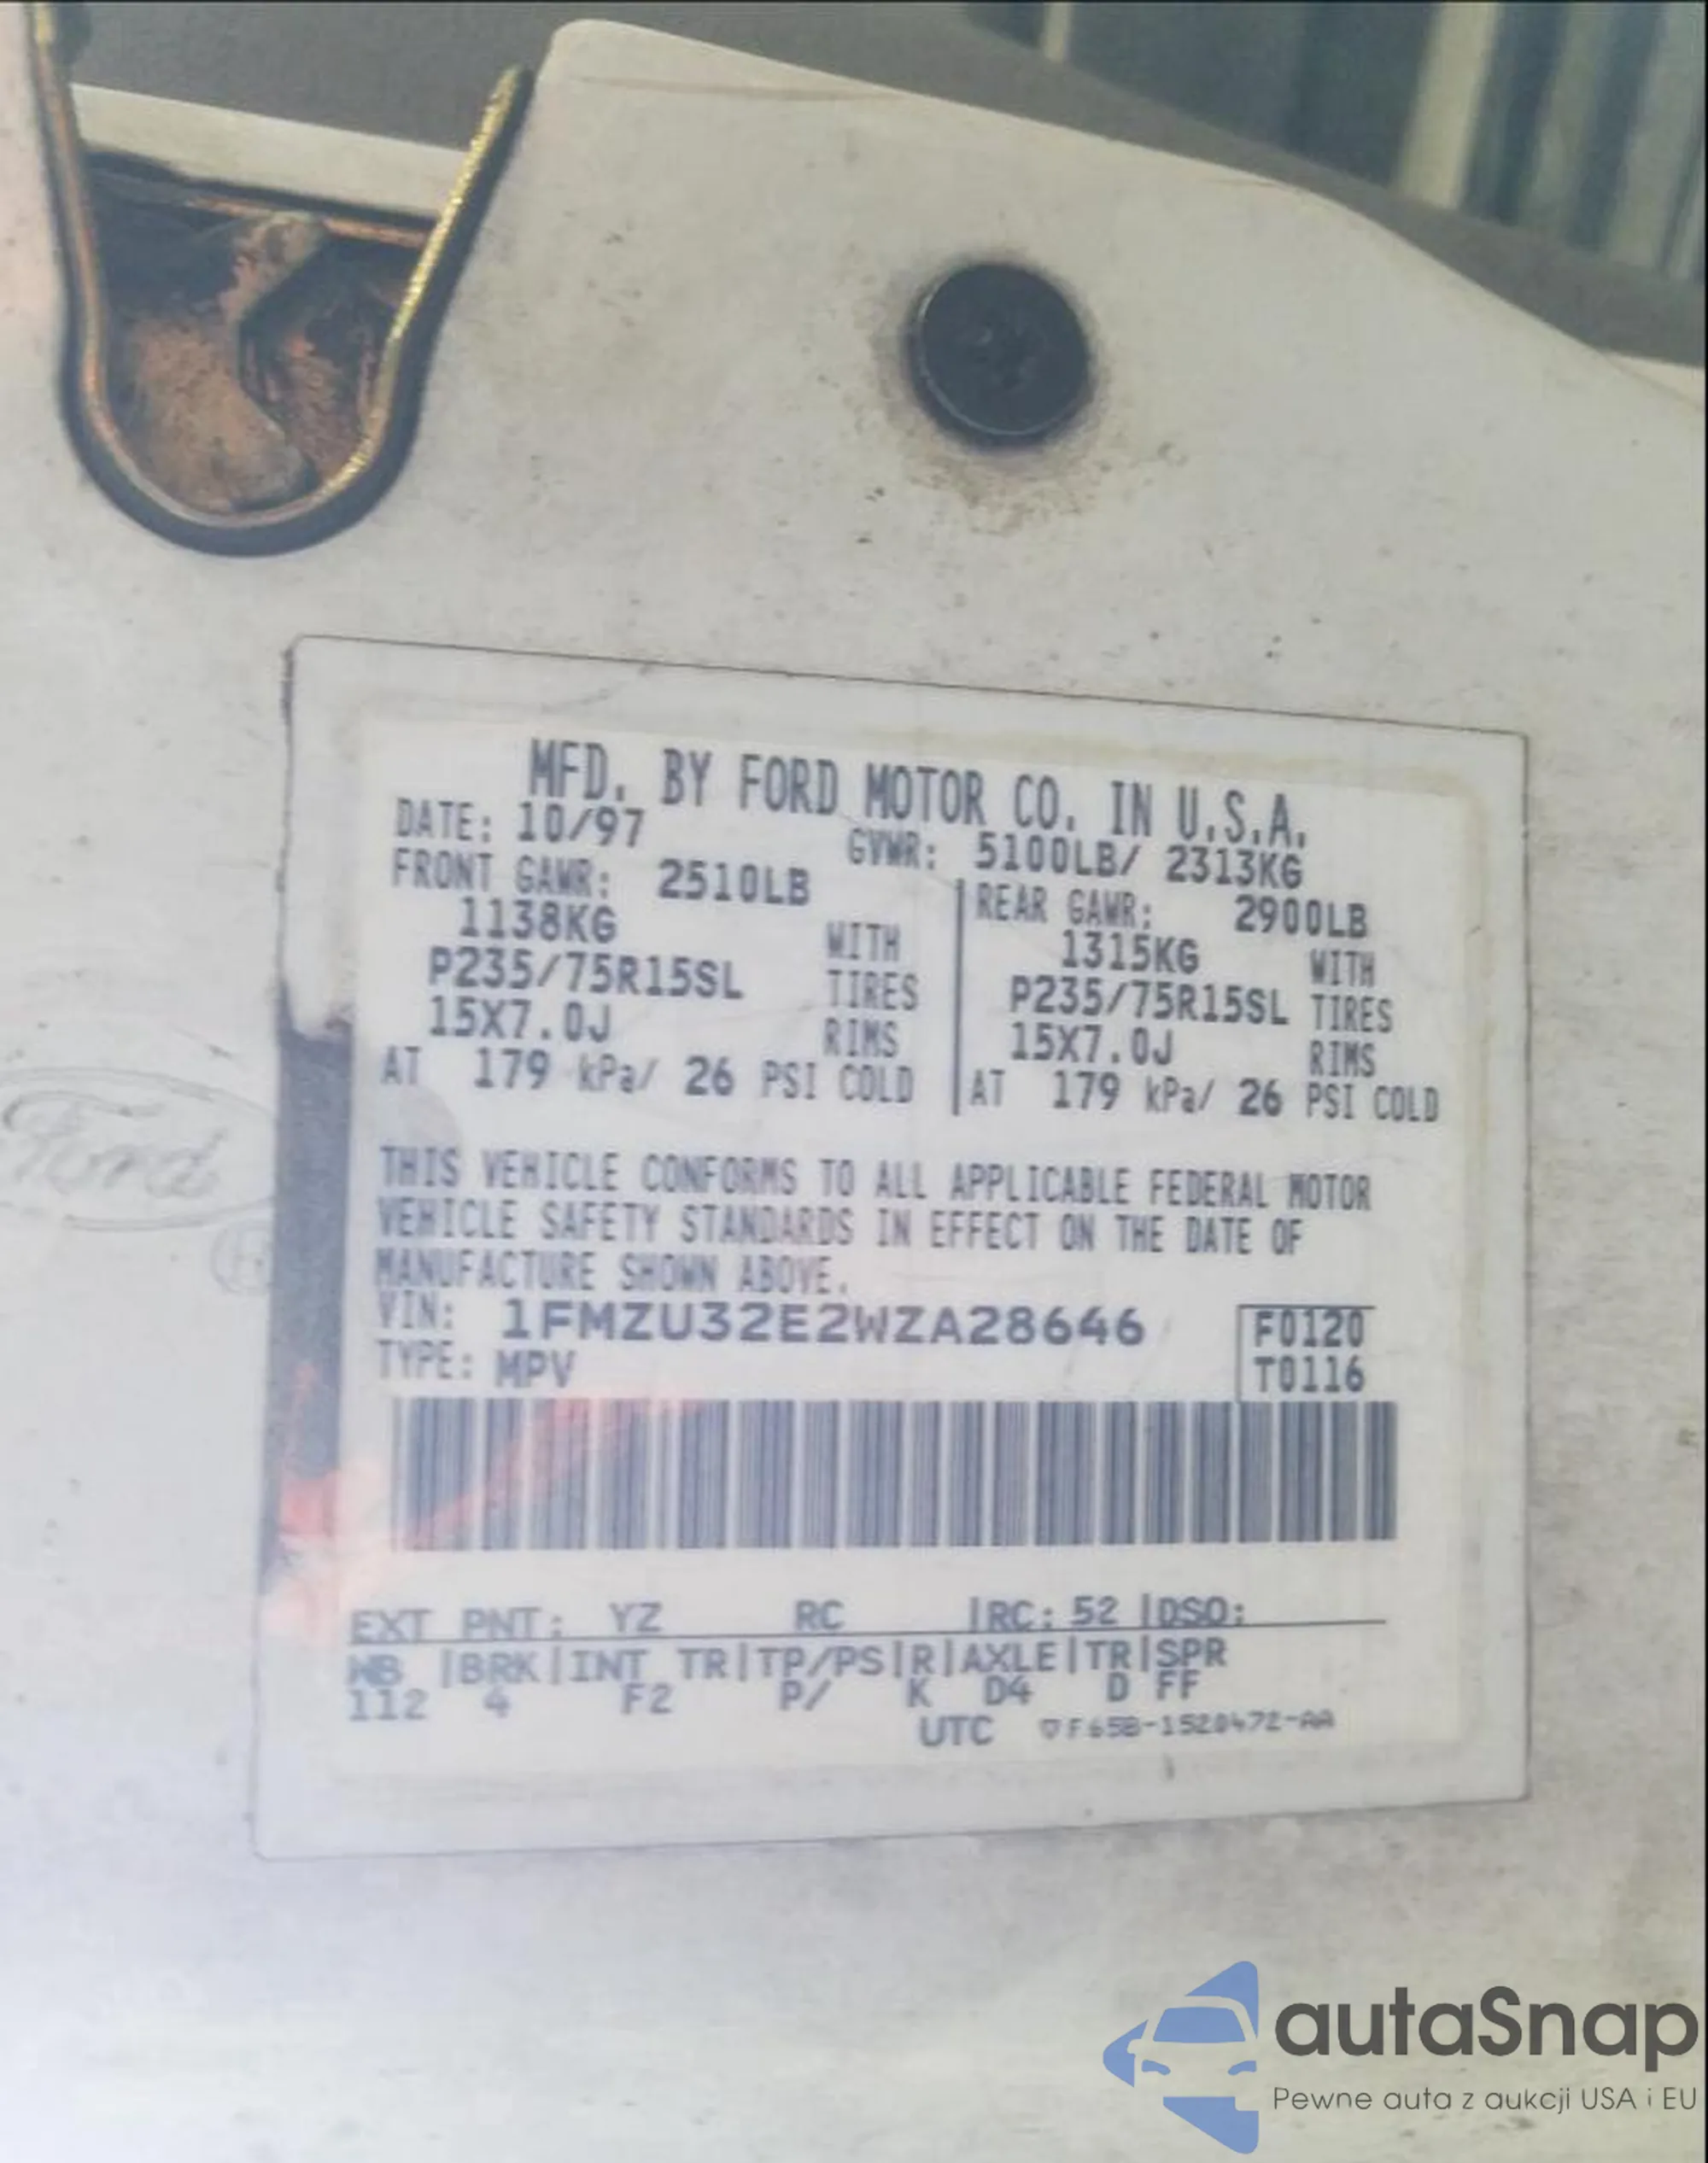 MFD. BY FORD MOTOR CO. IN U.S.A.
DATE: 10/97 GVWR: 5100LB/ 2313KG
FRONT GAWR: 2510LB REAR GAWR: 2900LB
1138KG WITH 1315KG WITH
P235/75R15SL TIRES P235/75R15SL TIRES
15X7.0J RIMS 15X7.0J RIMS
AT 179 kPa/ 26 PSI COLD AT 179 kPa/ 26 PSI COLD
THIS VEHICLE CONFORMS TO ALL APPLICABLE FEDERAL MOTOR
VEHICLE SAFETY STANDARDS IN EFFECT ON THE DATE OF
MANUFACTURE SHOWN ABOVE.
Ford
VIN: 1FMZU32E2WZA28646 F0120
TYPE: MPV T0116
EXT PNT: YZ RC |RC: 52 |DSO:
WB |BRK|INT TR|TP/PS|R|AXLE|TR|SPR
112 4 F2 P/ K D4 D FF
UTC ▽F65B-1520472-AA
autaSnap
Pewne auta z aukcji USA i EU